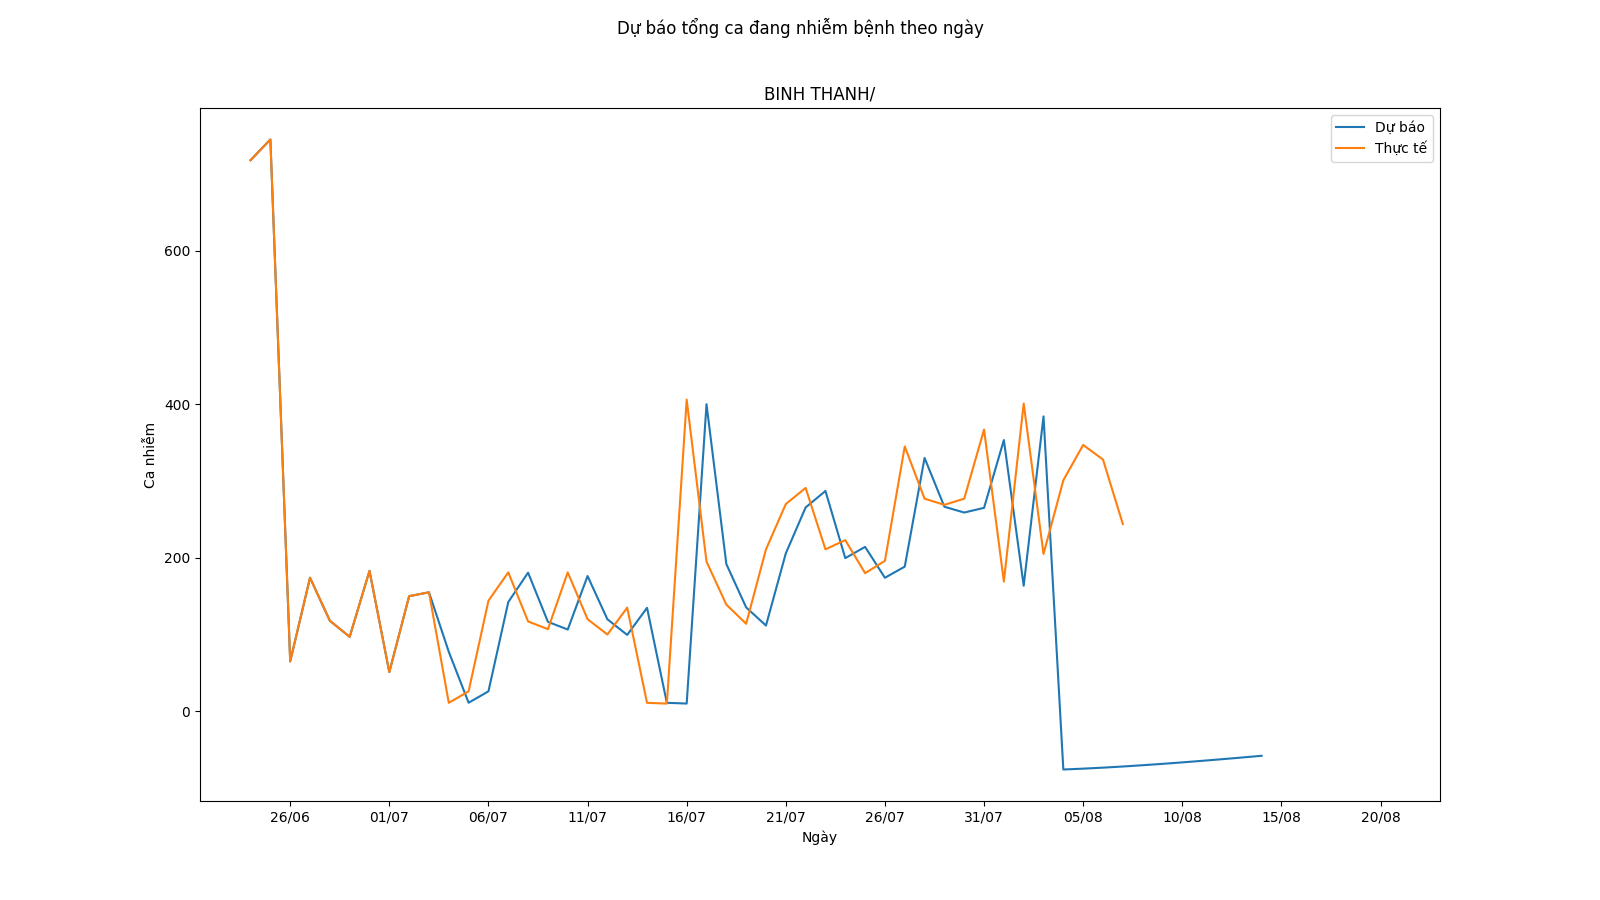 Dự báo tổng ca đang nhiễm bệnh theo ngày
BINH THANH/
Dự báo
Thực tế
600
400
200
0
Ca nhiễm
26/06 01/07 06/07 11/07 16/07 21/07 26/07 31/07 05/08 10/08 15/08 20/08
Ngày